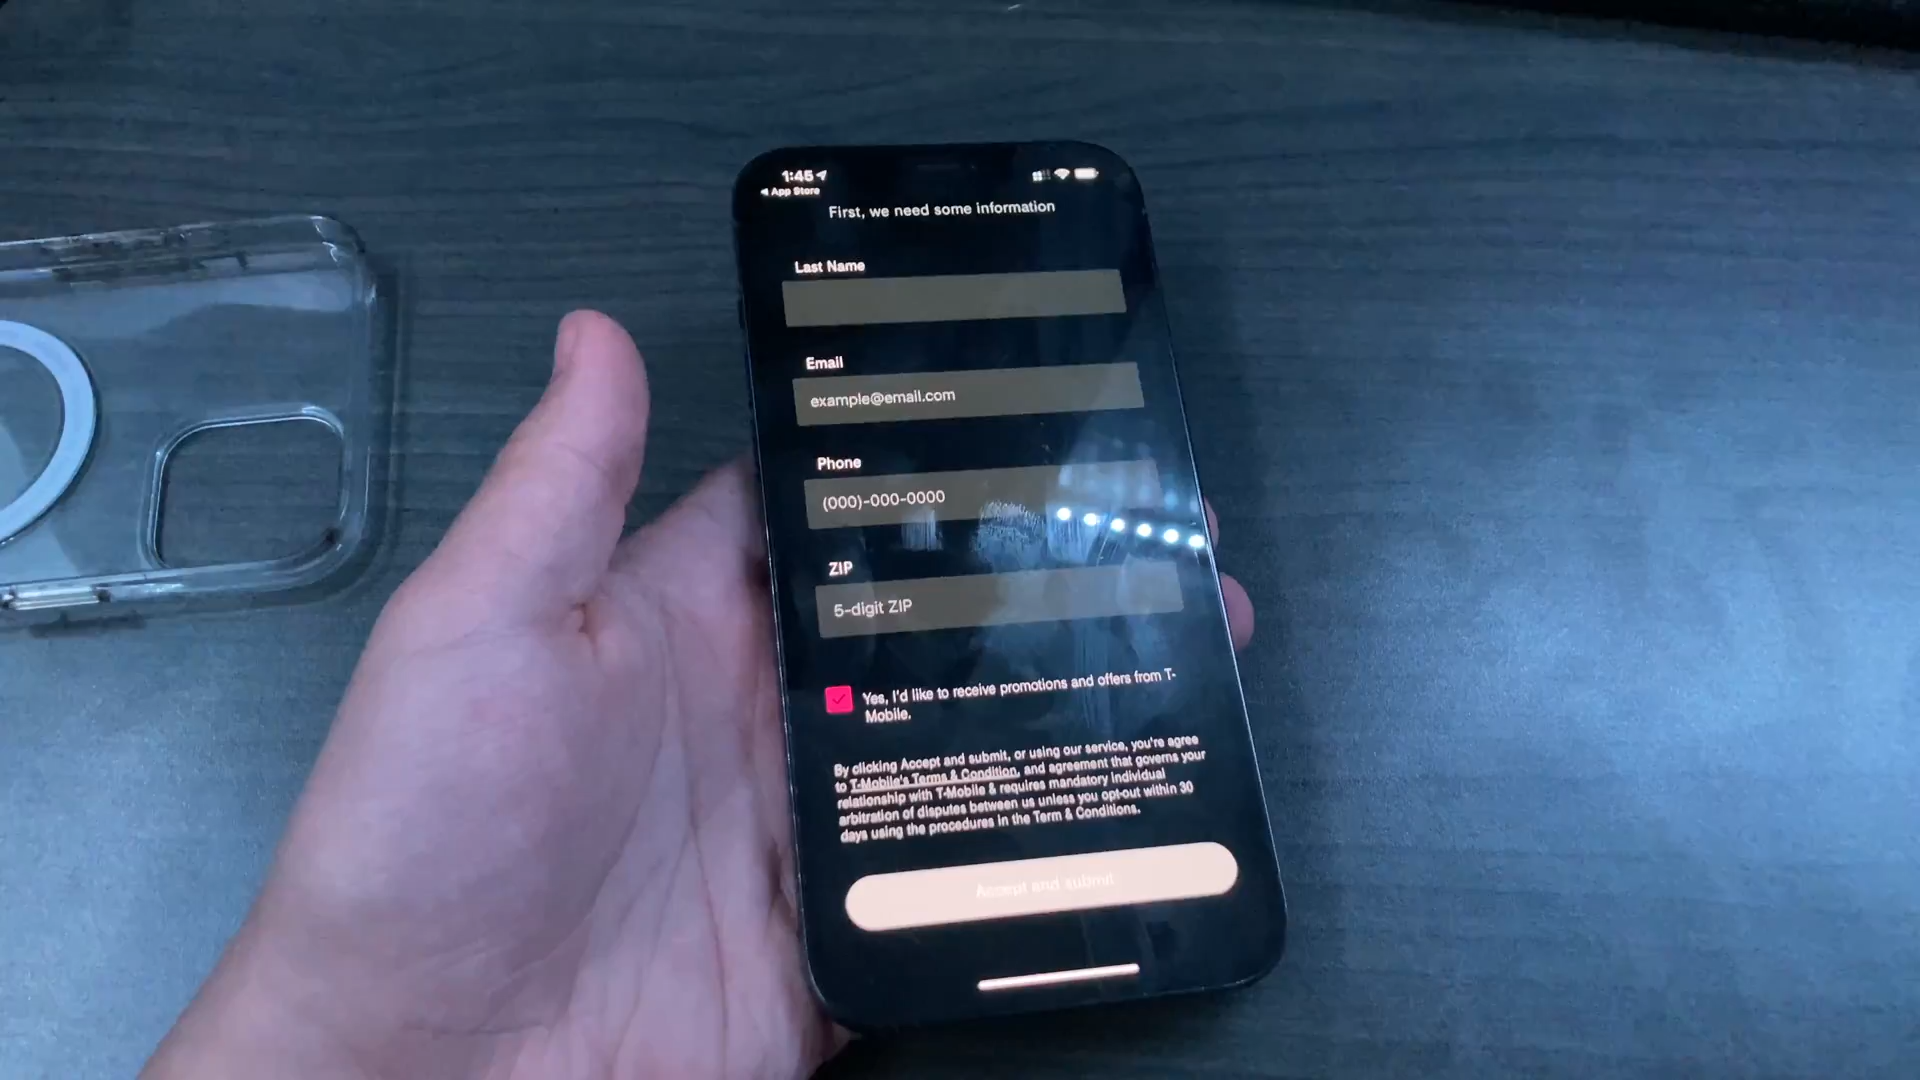 1:45
App Store
First, we need some information
Last Name
Email
example@email.com
Phone
(000)-000-0000
ZIP
5-digit ZIP
Yes, I'd like to receive promotions and offers from T-
Mobile.
By clicking Accept and submit, or using our service, you're agree
to T-Mobile's Terms & Condition, and agreement that governs your
relationship with T-Mobile & requires mandatory individual
arbitration of disputes between us unless you opt-out within 30
days using the procedures in the Term & Conditions.
Accept and submit